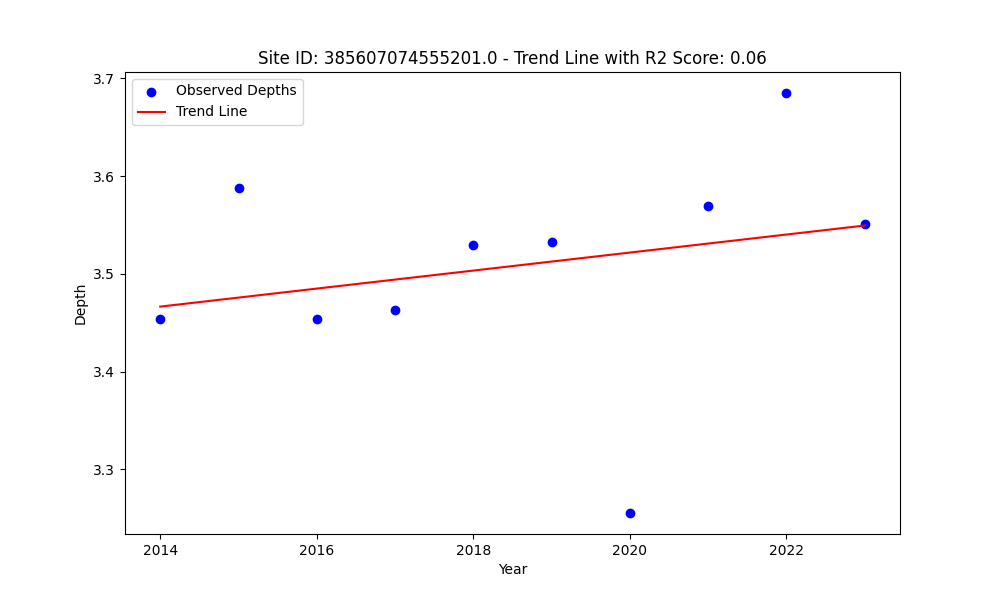 Site ID: 385607074555201.0 - Trend Line with R2 Score: 0.06
Observed Depths
Trend Line
3.7
3.6
3.5
3.4
3.3
Depth
2014
2016
2018
2020
2022
Year